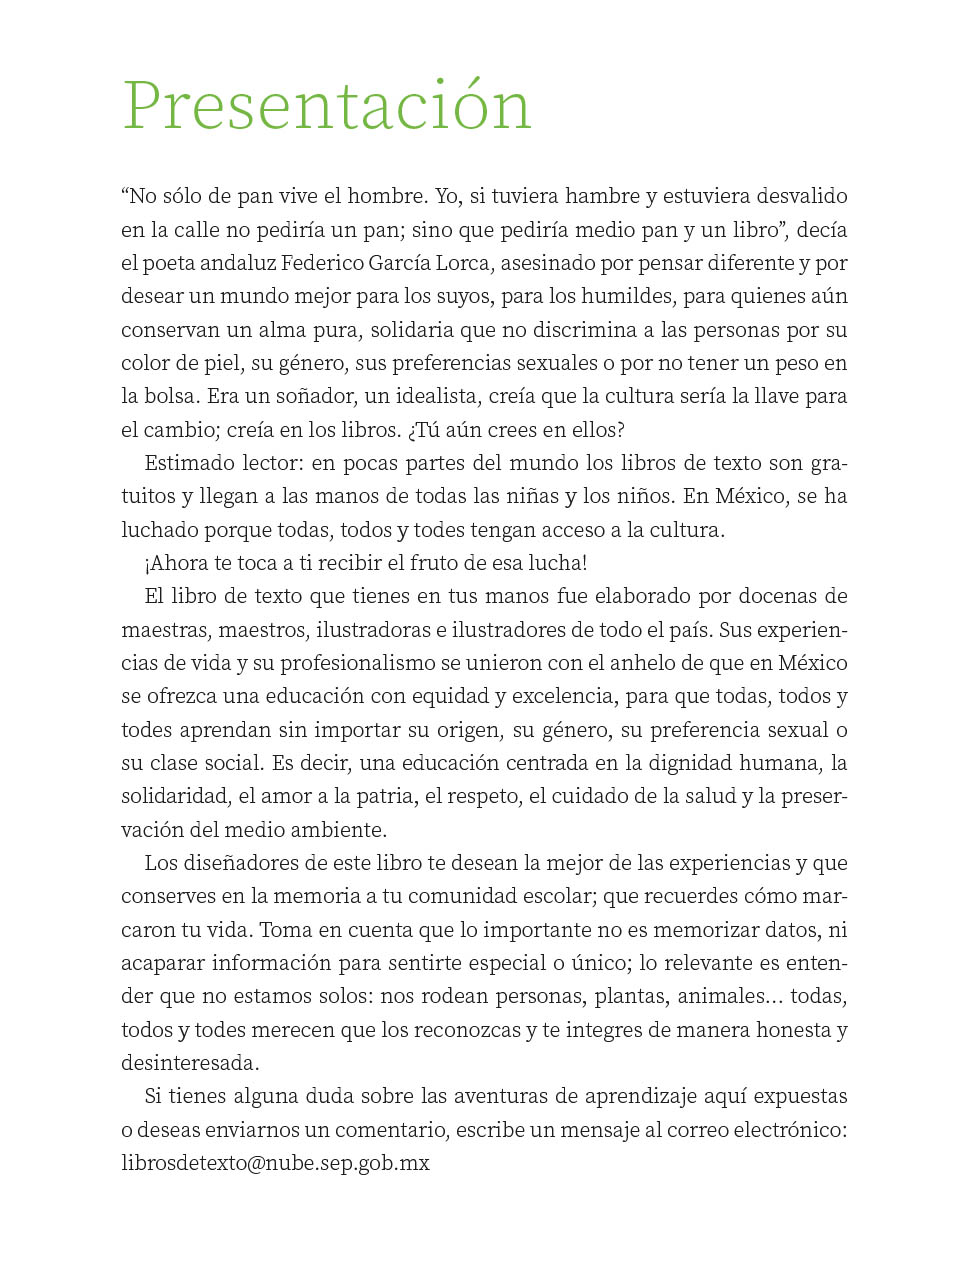 Presentación
“No sólo de pan vive el hombre. Yo, si tuviera hambre y estuviera desvalido
en la calle no pediría un pan; sino que pediría medio pan y un libro”, decía
el poeta andaluz Federico García Lorca, asesinado por pensar diferente y por
desear un mundo mejor para los suyos, para los humildes, para quienes aún
conservan un alma pura, solidaria que no discrimina a las personas por su
color de piel, su género, sus preferencias sexuales o por no tener un peso en
la bolsa. Era un soñador, un idealista, creía que la cultura sería la llave para
el cambio; creía en los libros. ¿Tú aún crees en ellos?
Estimado lector: en pocas partes del mundo los libros de texto son gra-
tuitos y llegan a las manos de todas las niñas y los niños. En México, se ha
luchado porque todas, todos y todes tengan acceso a la cultura.
¡Ahora te toca a ti recibir el fruto de esa lucha!
El libro de texto que tienes en tus manos fue elaborado por docenas de
maestras, maestros, ilustradoras e ilustradores de todo el país. Sus experien-
cias de vida y su profesionalismo se unieron con el anhelo de que en México
se ofrezca una educación con equidad y excelencia, para que todas, todos y
todes aprendan sin importar su origen, su género, su preferencia sexual o
su clase social. Es decir, una educación centrada en la dignidad humana, la
solidaridad, el amor a la patria, el respeto, el cuidado de la salud y la preser-
vación del medio ambiente.
Los diseñadores de este libro te desean la mejor de las experiencias y que
conserves en la memoria a tu comunidad escolar; que recuerdes cómo mar-
caron tu vida. Toma en cuenta que lo importante no es memorizar datos, ni
acaparar información para sentirte especial o único; lo relevante es enten-
der que no estamos solos: nos rodean personas, plantas, animales… todas,
todos y todes merecen que los reconozcas y te integres de manera honesta y
desinteresada.
Si tienes alguna duda sobre las aventuras de aprendizaje aquí expuestas
o deseas enviarnos un comentario, escribe un mensaje al correo electrónico:
librosdetexto@nube.sep.gob.mx